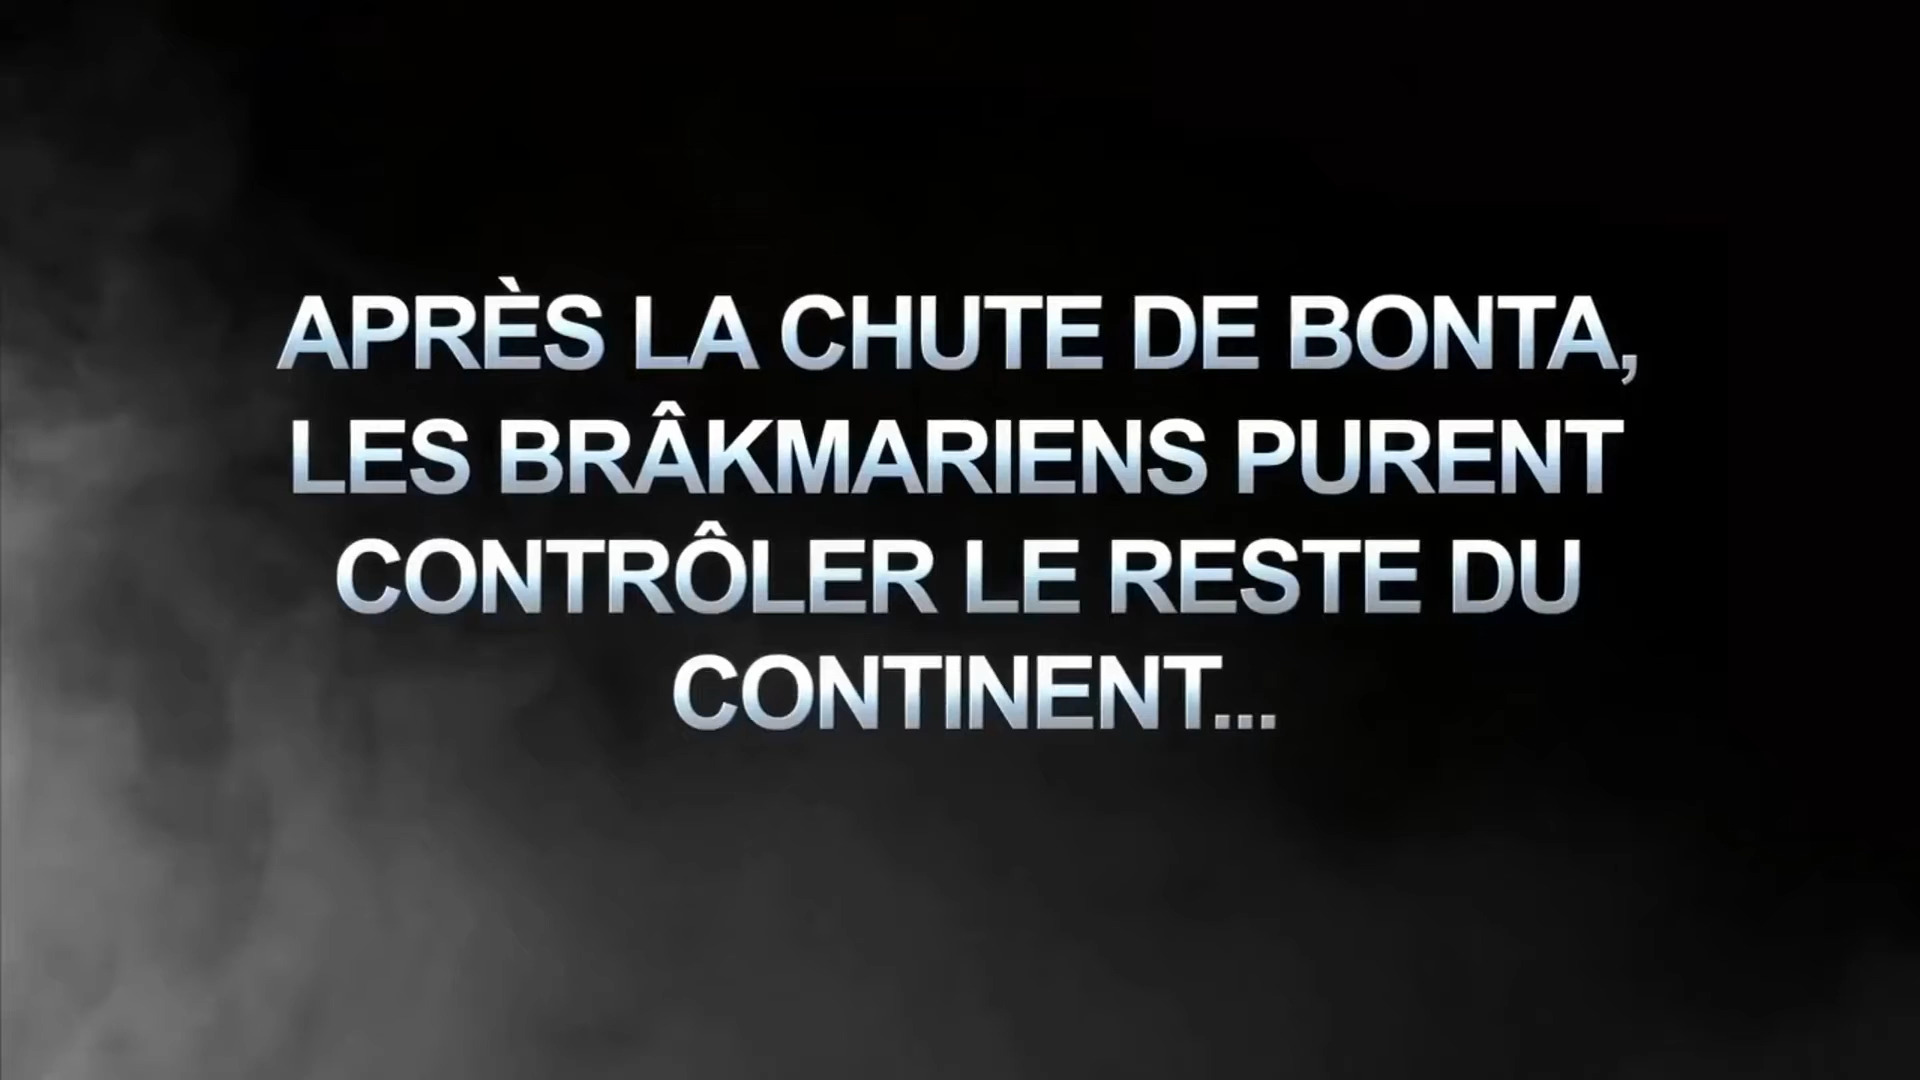 APRÈS LA CHUTE DE BONTA,
LES BRÂKMARIENS PURENT
CONTRÔLER LE RESTE DU
CONTINENT...